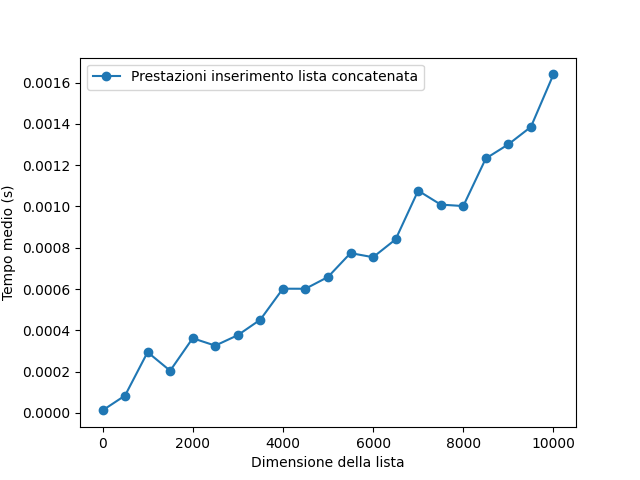 Prestazioni inserimento lista concatenata
0.0016
0.0014
0.0012
0.0010
0.0008
0.0006
0.0004
0.0002
0.0000
Tempo medio (s)
0 2000 4000 6000 8000 10000
Dimensione della lista